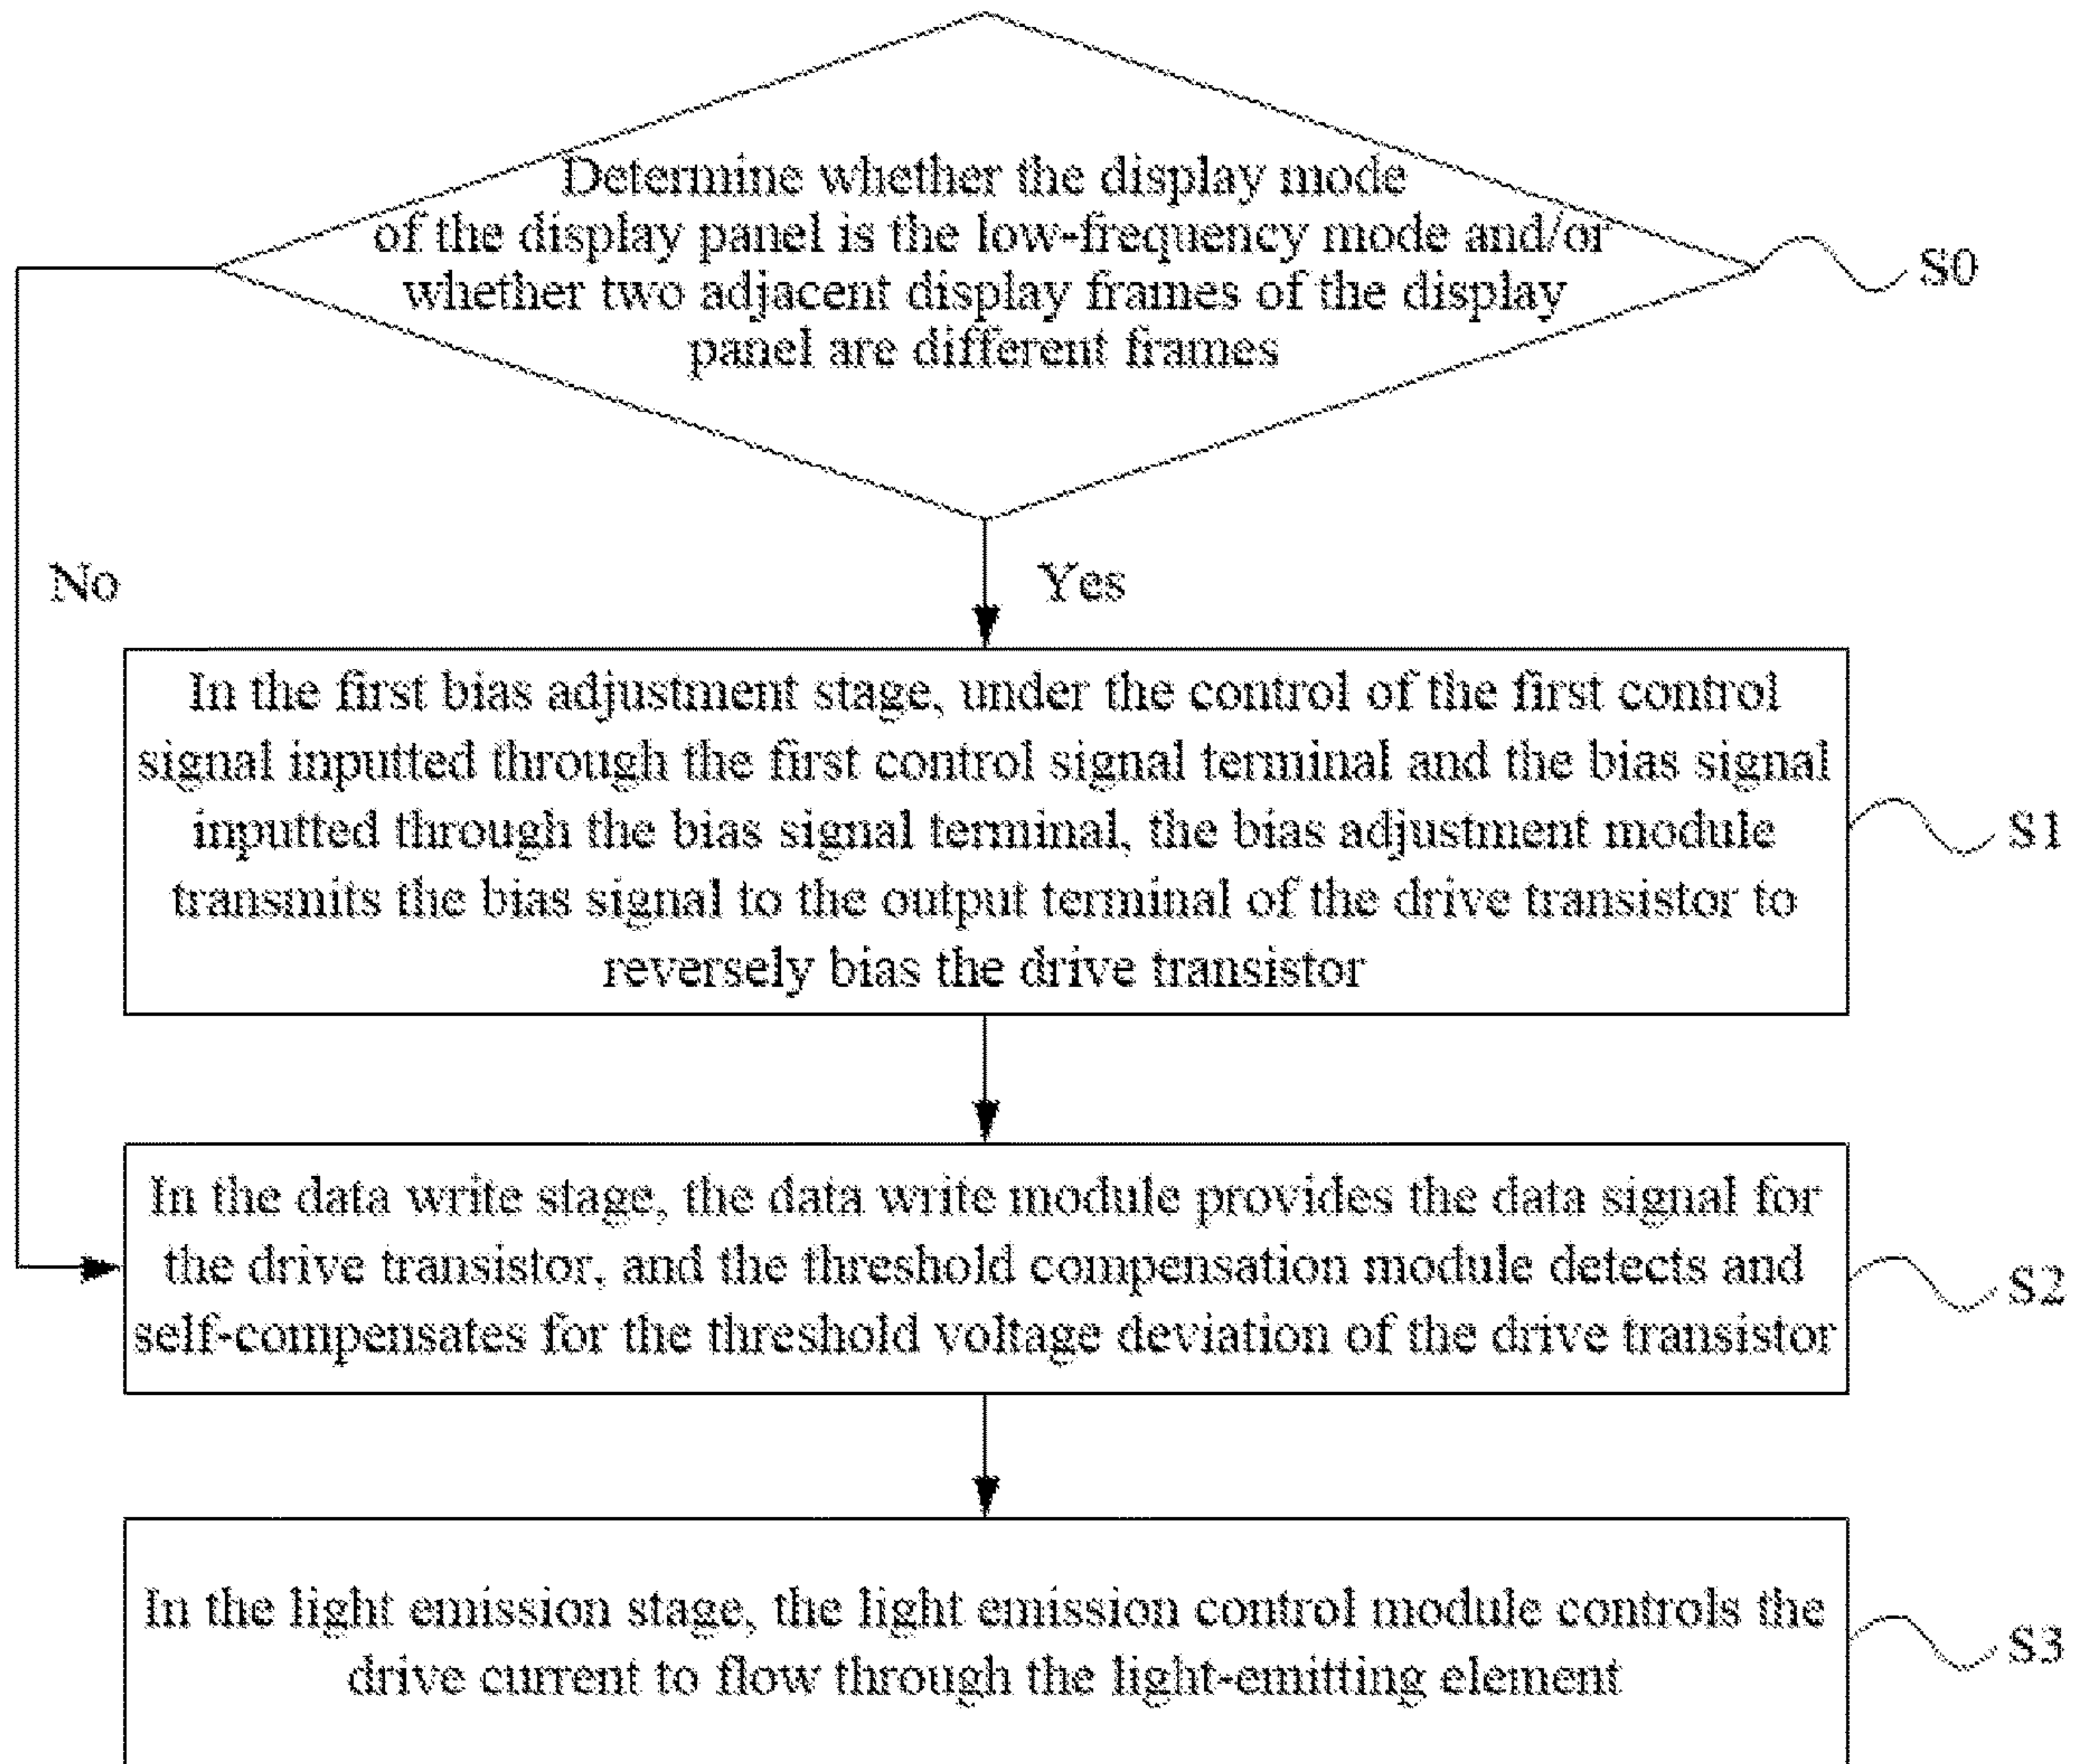 Determine whether the display mode
of the display panel is the low-frequency mode and/or
whether two adjacent display frames of the display
panel are different frames
S0
No
Yes
In the first bias adjustment stage, under the control of the first control
signal inputted through the first control signal terminal and the bias signal
inputted through the bias signal terminal, the bias adjustment module
transmits the bias signal to the output terminal of the drive transistor to
reversely bias the drive transistor
S1
In the data write stage, the data write module provides the data signal for
the drive transistor, and the threshold compensation module detects and
self-compensates for the threshold voltage deviation of the drive transistor
S2
In the light emission stage, the light emission control module controls the
drive current to flow through the light-emitting element
S3